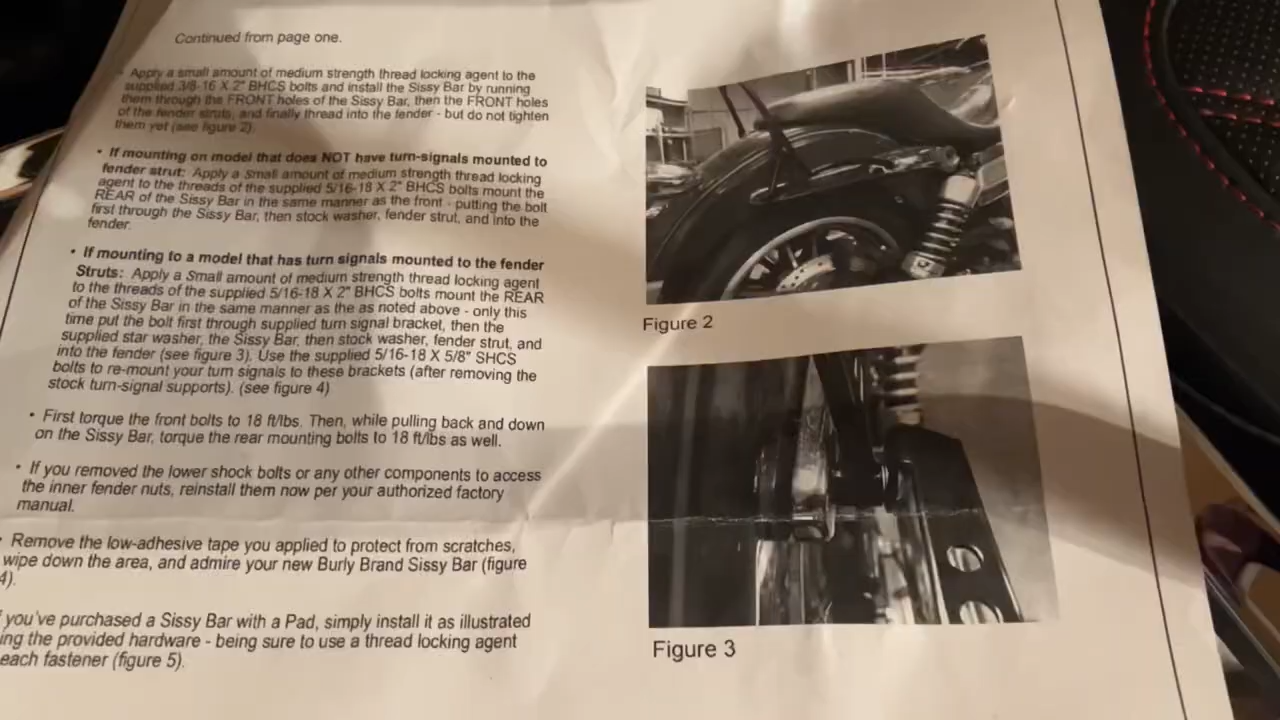 Continued from page one.
• Apply a small amount of medium strength thread locking agent to the
supplied 3/8-16 X 2" BHCS bolts and install the Sissy Bar by running
them through the FRONT holes of the Sissy Bar, then the FRONT holes
of the fender struts, and finally thread into the fender - but do not tighten
them yet (see figure 2).
• If mounting on model that does NOT have turn-signals mounted to
fender strut: Apply a Small amount of medium strength thread locking
agent to the threads of the supplied 5/16-18 X 2" BHCS bolts mount the
REAR of the Sissy Bar in the same manner as the front - putting the bolt
first through the Sissy Bar, then stock washer, fender strut, and into the
fender.
• If mounting to a model that has turn signals mounted to the fender
Struts: Apply a Small amount of medium strength thread locking agent
to the threads of the supplied 5/16-18 X 2" BHCS bolts mount the REAR
of the Sissy Bar in the same manner as the as noted above - only this
time put the bolt first through supplied turn signal bracket, then the
supplied star washer, the Sissy Bar, then stock washer, fender strut, and
into the fender (see figure 3). Use the supplied 5/16-18 X 5/8" SHCS
bolts to re-mount your turn signals to these brackets (after removing the
stock turn-signal supports). (see figure 4)
• First torque the front bolts to 18 ft/lbs. Then, while pulling back and down
on the Sissy Bar, torque the rear mounting bolts to 18 ft/lbs as well.
• If you removed the lower shock bolts or any other components to access
the inner fender nuts, reinstall them now per your authorized factory
manual.
• Remove the low-adhesive tape you applied to protect from scratches,
wipe down the area, and admire your new Burly Brand Sissy Bar (figure
4).
you've purchased a Sissy Bar with a Pad, simply install it as illustrated
ing the provided hardware - being sure to use a thread locking agent
each fastener (figure 5).
Figure 2
Figure 3